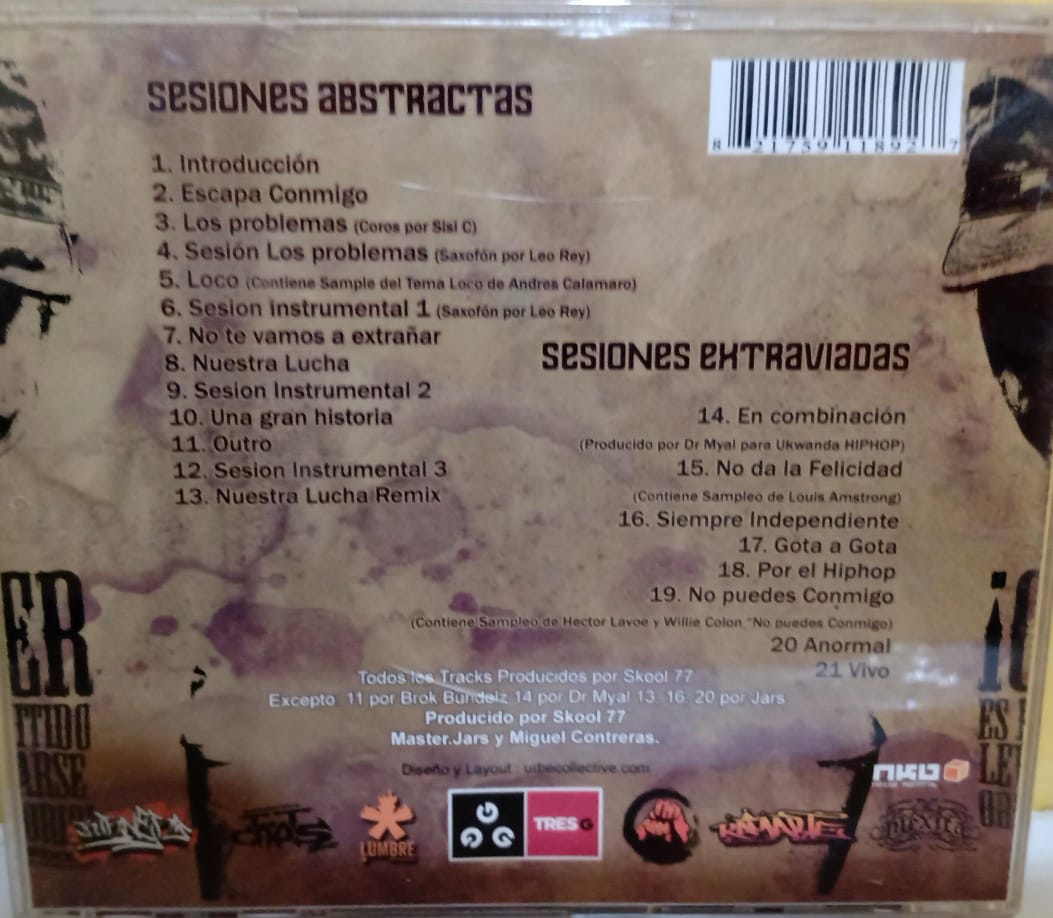 SESIONES ABSTRACTAS
1. Introducción
2. Escapa Conmigo
3. Los problemas (Coros por Sisi C)
4. Sesión Los problemas (Saxofón por Leo Rey)
5. Loco (Contiene Sample del Tema Loco de Andres Calamaro)
6. Sesion instrumental 1 (Saxofón por Leo Rey)
7. No te vamos a extrañar
8. Nuestra Lucha
9. Sesion Instrumental 2
10. Una gran historia
11. Outro
12. Sesion Instrumental 3
13. Nuestra Lucha Remix
8 21759 11892 7
SESIONES EXTRAVIADAS
14. En combinación
(Producido por Dr Myal para Ukwanda HIPHOP)
15. No da la Felicidad
(Contiene Sampleo de Louis Amstrong)
16. Siempre Independiente
17. Gota a Gota
18. Por el Hiphop
19. No puedes Conmigo
(Contiene Sampleo de Hector Lavoe y Willie Colon "No puedes Conmigo)
20 Anormal
21 Vivo
Todos los Tracks Producidos por Skool 77
Excepto 11 por Brok Bundelz 14 por Dr Myal 13 16 20 por Jars
Producido por Skool 77
Master.Jars y Miguel Contreras.
Diseño y Layout : urbecollective.com
ER
TIDO
ARSE
ES
LE
OB
LUMBRE
G G G
TRES G